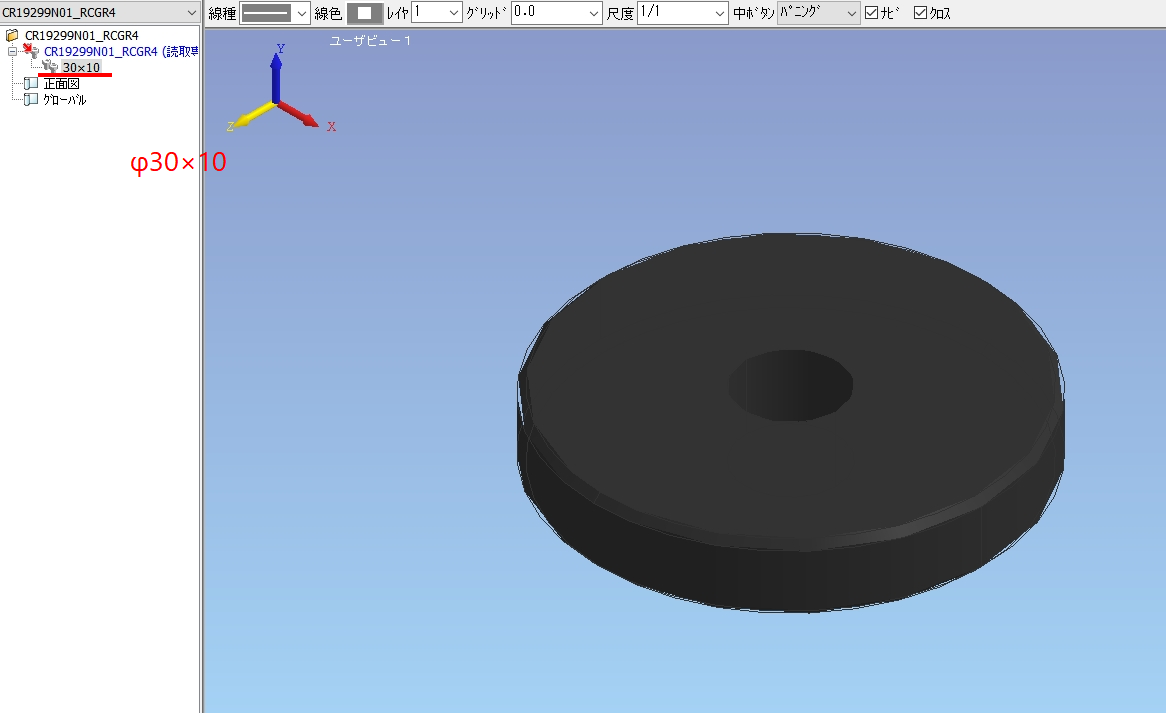 CR19299N01_RCGR4
線種
線色
ﾚｲﾔ 1
ｸﾞﾘｯﾄﾞ 0.0
尺度 1/1
中ﾎﾞﾀﾝ ﾊﾟﾆﾝｸﾞ
ﾅﾋﾞ
ｸﾛｽ
CR19299N01_RCGR4
CR19299N01_RCGR4 (読取専
30×10
正面図
ｸﾞﾛｰﾊﾞﾙ
ユーザビュー1
Y
Z
X
φ30×10